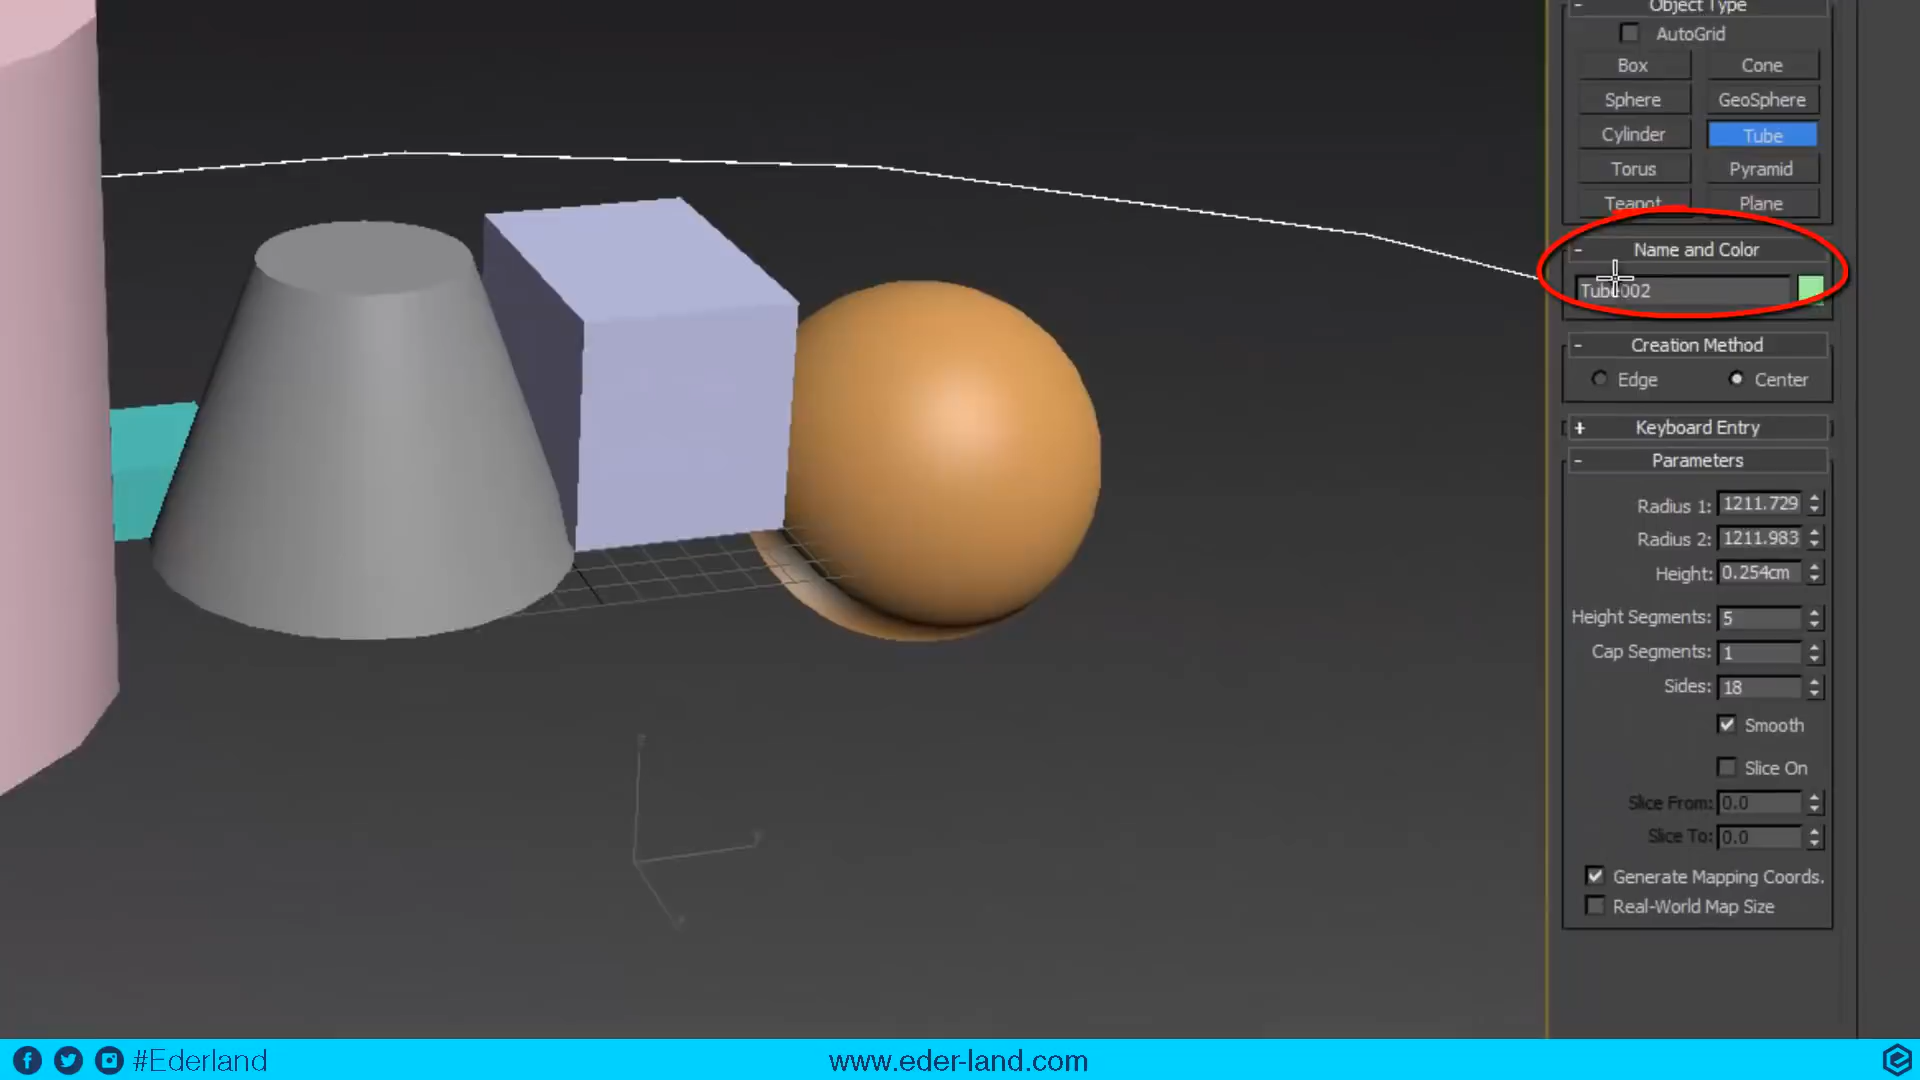 - Object Type
AutoGrid
Box Cone
Sphere GeoSphere
Cylinder Tube
Torus Pyramid
Teapot Plane
- Name and Color
Tube002
- Creation Method
Edge Center
+ Keyboard Entry
- Parameters
Radius 1: 1211.729
Radius 2: 1211.983
Height: 0.254cm
Height Segments: 5
Cap Segments: 1
Sides: 18
Smooth
Slice On
Slice From: 0.0
Slice To: 0.0
Generate Mapping Coords.
Real-World Map Size
#Ederland www.eder-land.com